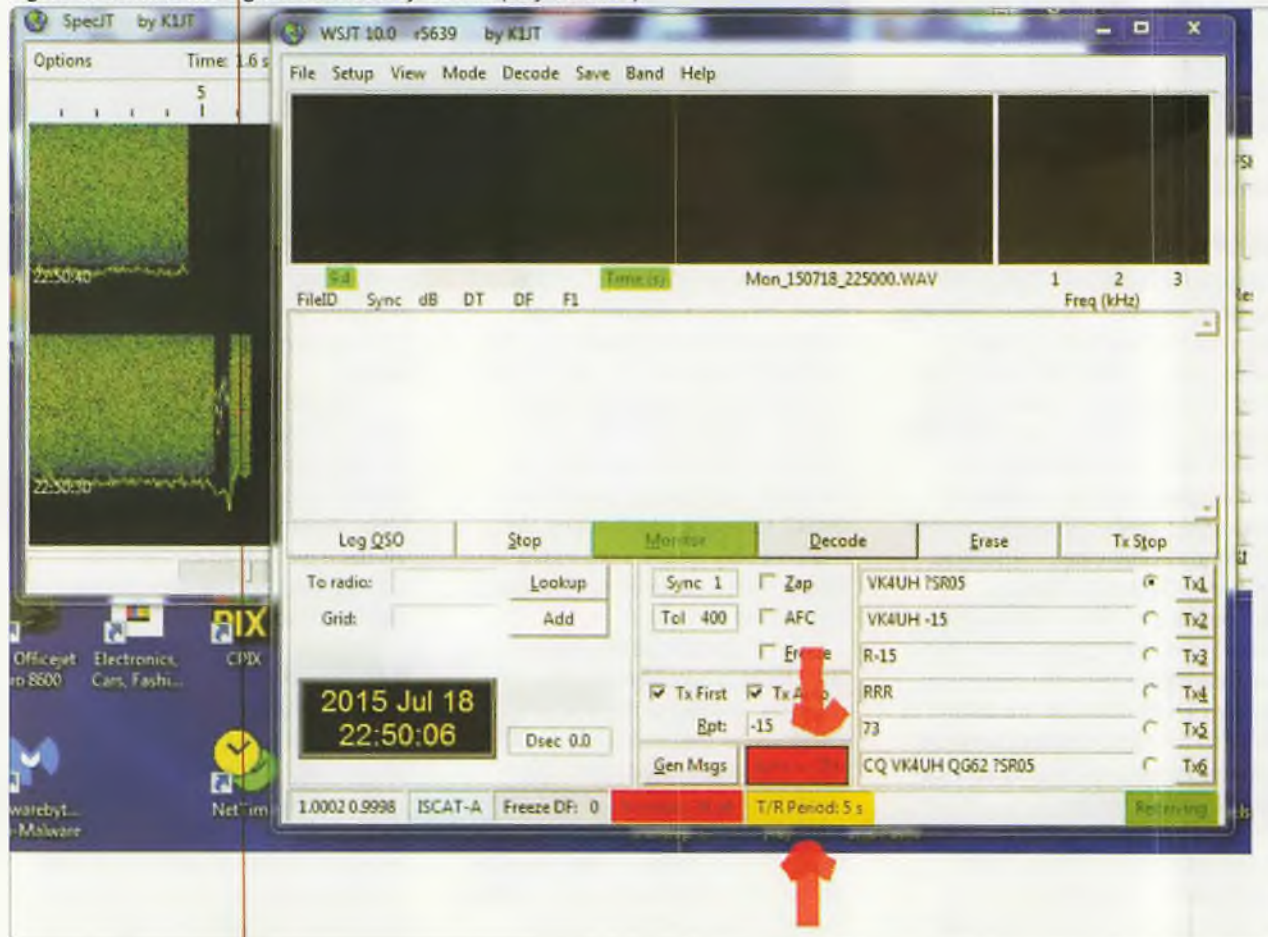 SpecJT by K1JT
Options Time: 1.6 s
5
22:50:40
22:50:30
WSJT 10.0 r5639 by K1JT
File Setup View Mode Decode Save Band Help
Time (s) Mon_150718_225000.WAV 1 2 3
Freq (kHz)
FileID Sync dB DT DF F1
Log QSO Stop Monitor Decode Erase Tx Stop
To radio: Lookup
Grid: Add
2015 Jul 18
22:50:06
Dsec 0.0
Sync 1 Zap
Tol 400 AFC
Tx First
Rpt: -15
Gen Msgs
VK4UH ?SR05 Tx1
VK4UH -15 Tx2
R-15 Tx3
RRR Tx4
73 Tx5
CQ VK4UH QG62 ?SR05 Tx6
1.0002 0.9998 ISCAT-A Freeze DF: 0 T/R Period: 5 s Receiving
Officejet
Electronics,
Cars, Fashi...
CPIX